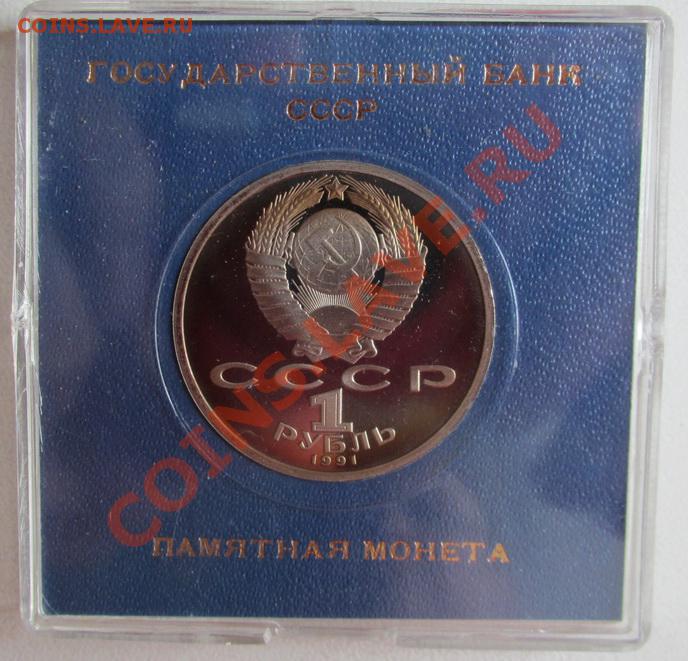 COINS.LAVE.RU
ГОСУДАРСТВЕННЫЙ БАНК
СССР
СССР
1
РУБЛЬ
1991
COINS.LAVE.RU
ПАМЯТНАЯ МОНЕТА